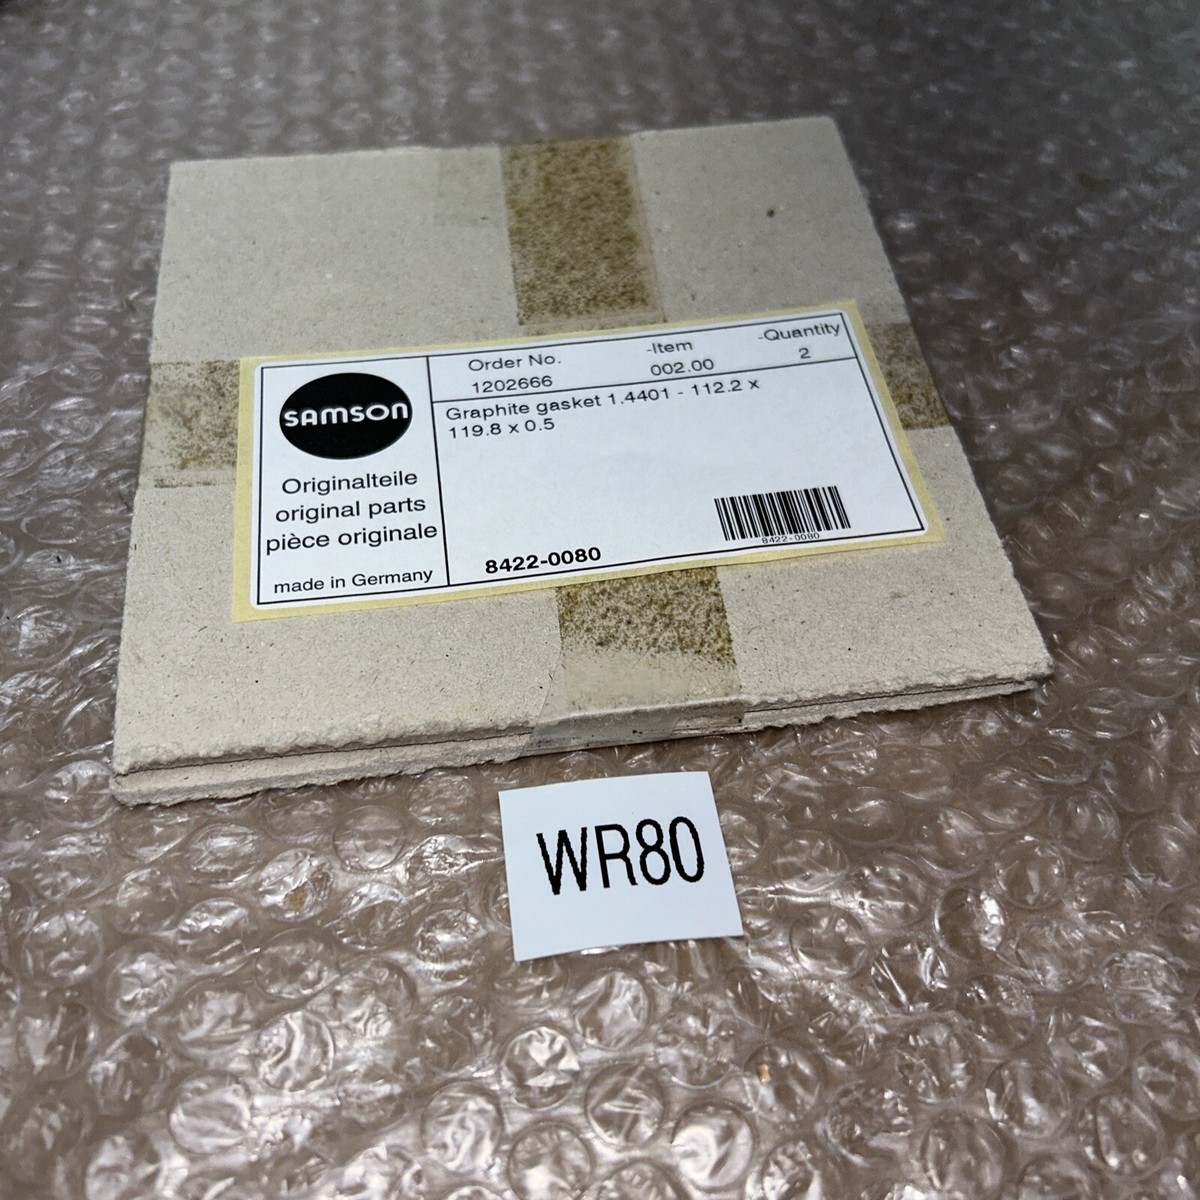 SAMSON
Originalteile
original parts
pièce originale
made in Germany
Order No. -Item -Quantity
1202666 002.00 2
Graphite gasket 1.4401 - 112.2 x
119.8 x 0.5
8422-0080
8422-0080
WR80